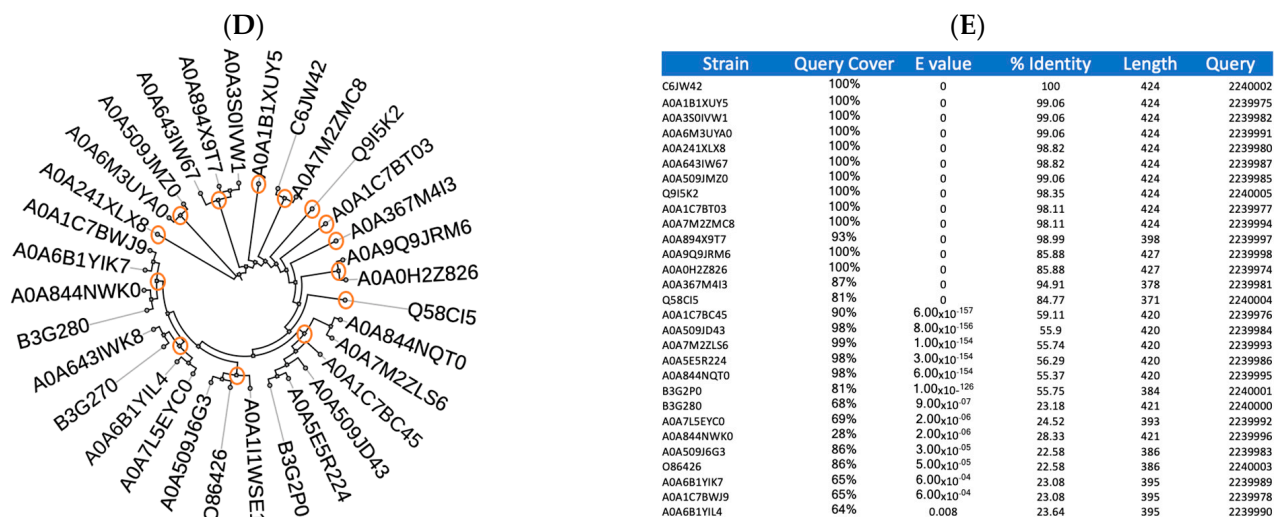 (D)
(E)
A0A241XLX8
A0A6M3UYA0
A0A509JMZ0
A0A643IW67
A0A894X9T7
A0A3S0IVW1
A0A1B1XUY5
C6JW42
A0A7M2ZMC8
Q9I5K2
A0A1C7BT03
A0A367M4I3
A0A9Q9JRM6
A0A0H2Z826
Q58CI5
A0A844NQT0
A0A7M2ZLS6
A0A1C7BC45
A0A509JD43
A0A5E5R224
B3G2P0
O86426
A0A509J6G3
A0A7L5EYC0
A0A6B1YIL4
B3G270
A0A643IWK8
B3G280
A0A844NWK0
A0A6B1YIK7
A0A1C7BWJ9
Strain Query Cover E value % Identity Length Query
C6JW42 100% 0 100 424 2240002
A0A1B1XUY5 100% 0 99.06 424 2239975
A0A3S0IVW1 100% 0 99.06 424 2239982
A0A6M3UYA0 100% 0 99.06 424 2239991
A0A241XLX8 100% 0 98.82 424 2239980
A0A643IW67 100% 0 98.82 424 2239987
A0A509JMZ0 100% 0 99.06 424 2239985
Q9I5K2 100% 0 98.35 424 2240005
A0A1C7BT03 100% 0 98.11 424 2239977
A0A7M2ZMC8 100% 0 98.11 424 2239994
A0A894X9T7 93% 0 98.99 398 2239997
A0A9Q9JRM6 100% 0 85.88 427 2239998
A0A0H2Z826 100% 0 85.88 427 2239974
A0A367M4I3 87% 0 94.91 378 2239981
Q58CI5 81% 0 84.77 371 2240004
A0A1C7BC45 90% 6.00x10-157 59.11 420 2239976
A0A509JD43 98% 8.00x10-156 55.9 420 2239984
A0A7M2ZLS6 99% 1.00x10-154 55.74 420 2239993
A0A5E5R224 98% 3.00x10-154 56.29 420 2239986
A0A844NQT0 98% 6.00x10-154 55.37 420 2239995
B3G2P0 81% 1.00x10-126 55.75 384 2240001
B3G280 68% 9.00x10-07 23.18 421 2240000
A0A7L5EYC0 69% 2.00x10-06 24.52 393 2239992
A0A844NWK0 28% 2.00x10-06 28.33 421 2239996
A0A509J6G3 86% 3.00x10-05 22.58 386 2239983
O86426 86% 5.00x10-05 22.58 386 2240003
A0A6B1YIK7 65% 6.00x10-04 23.08 395 2239989
A0A1C7BWJ9 65% 6.00x10-04 23.08 395 2239978
A0A6B1YIL4 64% 0.008 23.64 395 2239990